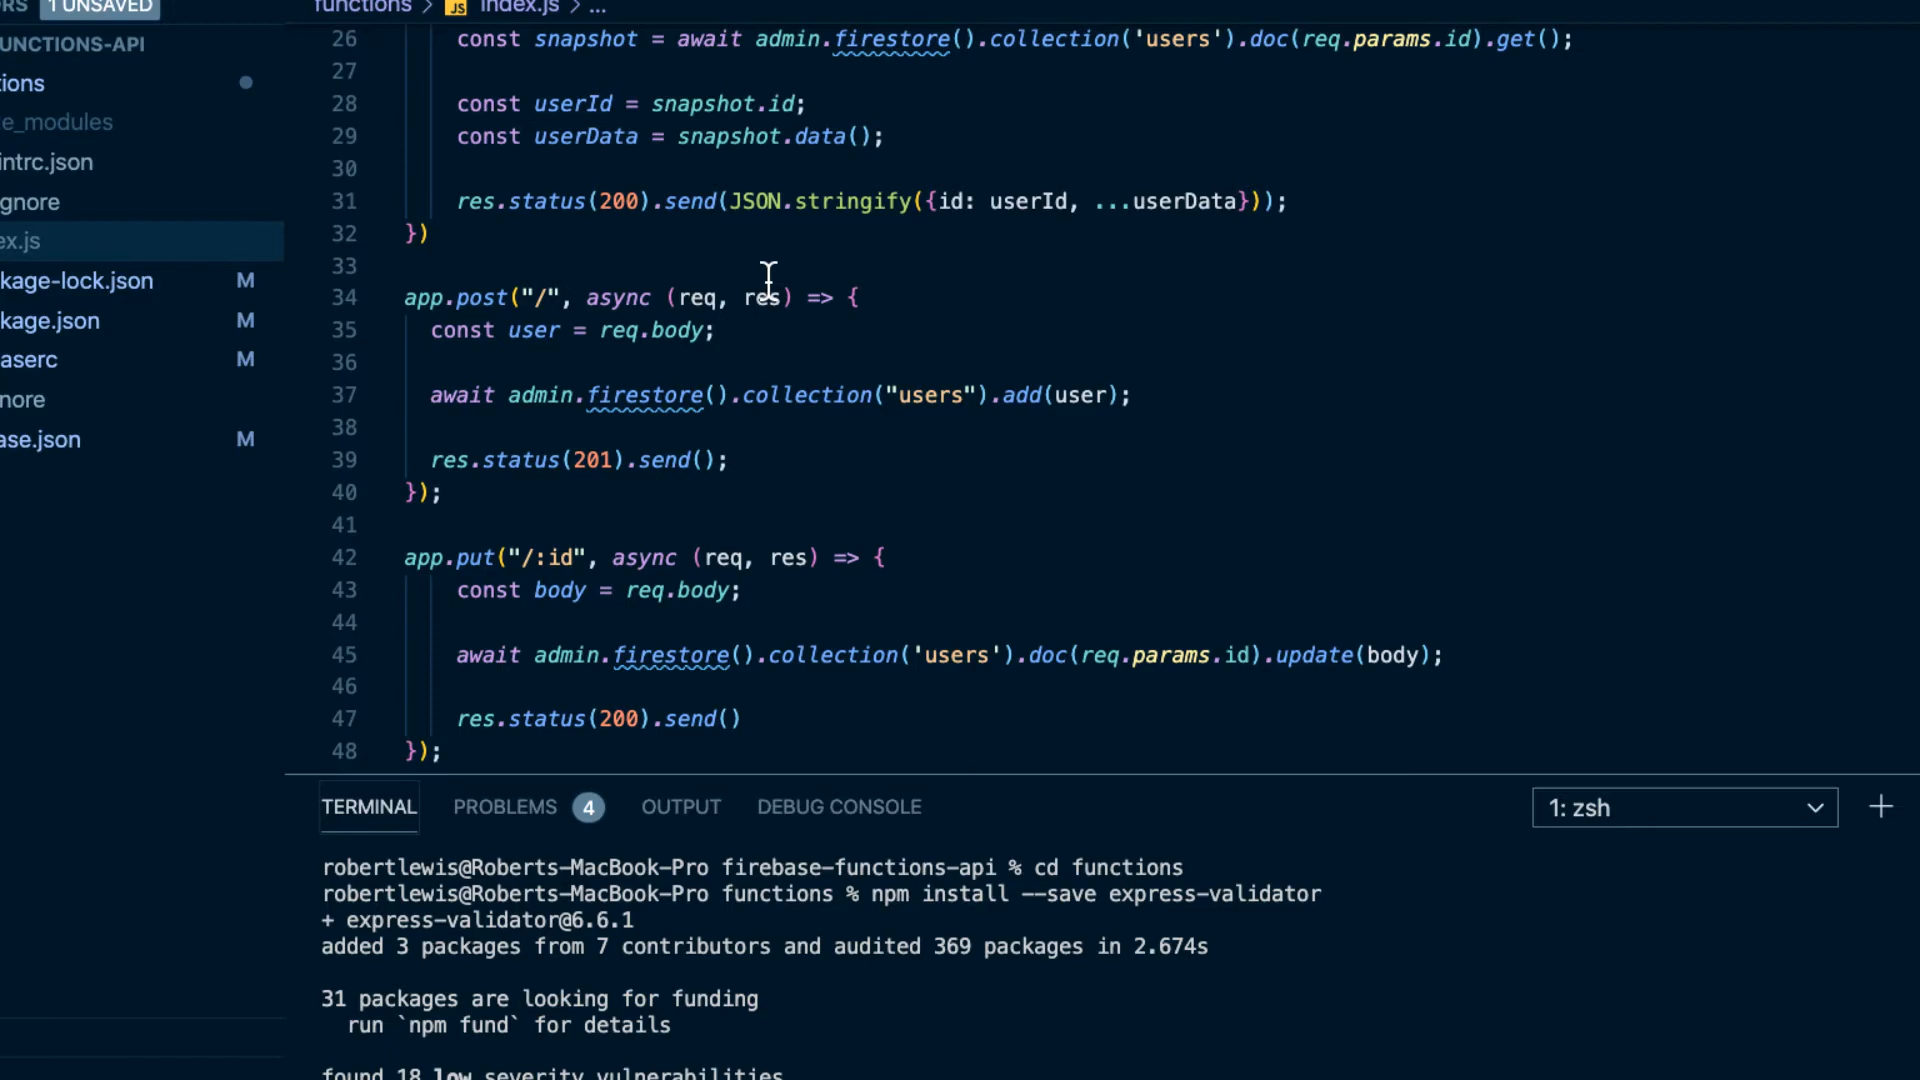 RS 1 UNSAVED
functions > JS index.js > ...
UNCTIONS-API
ions
e_modules
intrc.json
gnore
ex.js
kage-lock.json M
kage.json M
aserc M
nore
ase.json M
26 const snapshot = await admin.firestore().collection('users').doc(req.params.id).get();
27
28 const userId = snapshot.id;
29 const userData = snapshot.data();
30
31 res.status(200).send(JSON.stringify({id: userId, ...userData}));
32 })
33
34 app.post("/", async (req, res) => {
35 const user = req.body;
36
37 await admin.firestore().collection("users").add(user);
38
39 res.status(201).send();
40 });
41
42 app.put("/:id", async (req, res) => {
43 const body = req.body;
44
45 await admin.firestore().collection('users').doc(req.params.id).update(body);
46
47 res.status(200).send()
48 });
TERMINAL PROBLEMS 4 OUTPUT DEBUG CONSOLE 1: zsh
robertlewis@Roberts-MacBook-Pro firebase-functions-api % cd functions
robertlewis@Roberts-MacBook-Pro functions % npm install --save express-validator
+ express-validator@6.6.1
added 3 packages from 7 contributors and audited 369 packages in 2.674s
31 packages are looking for funding
run `npm fund` for details
found 18 low severity vulnerabilities